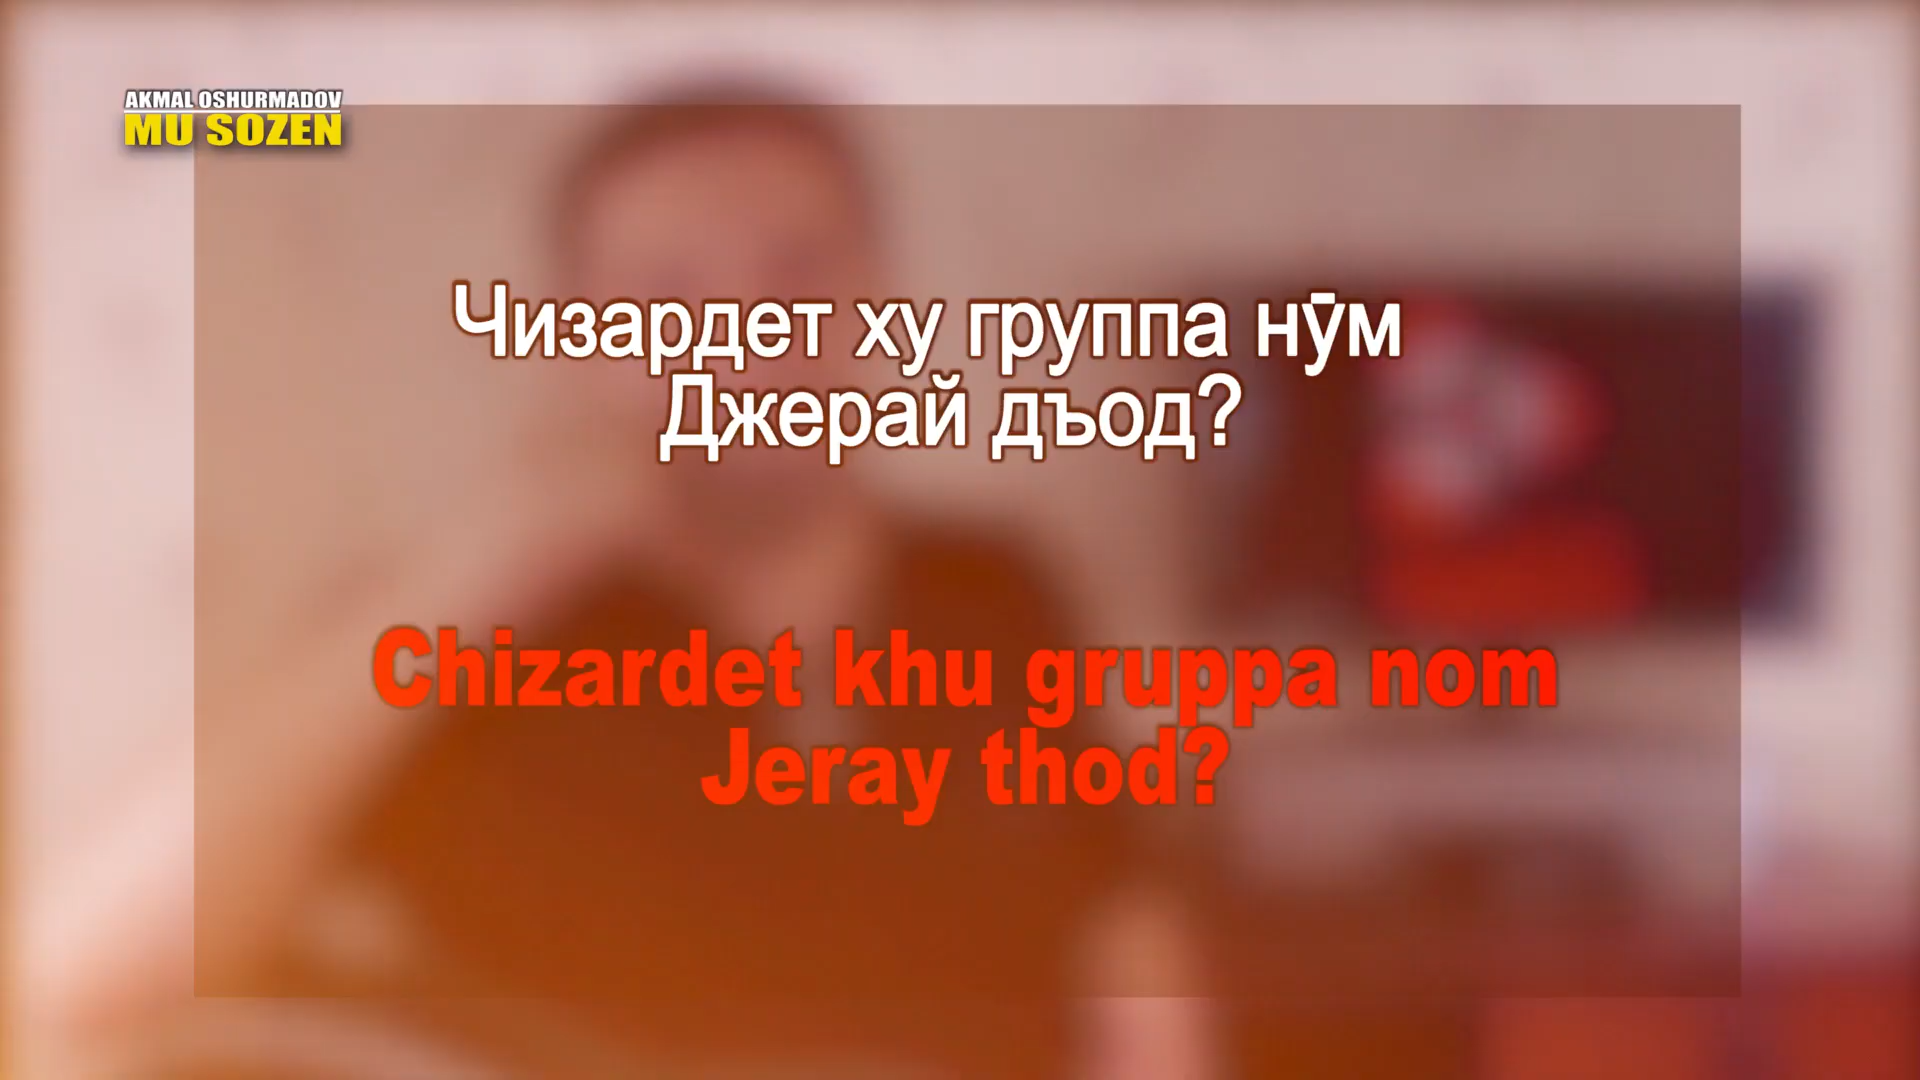 AKMAL OSHURMADOV
MU SOZEN
Чизардет ху группа нӯм
Джерай дъод?
Chizardet khu gruppa nom
Jeray thod?